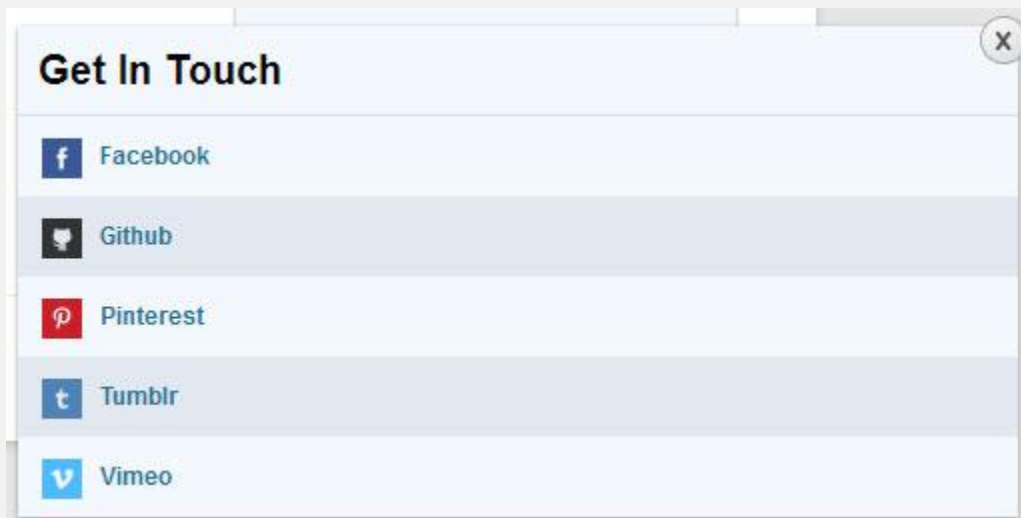 Get In Touch
x
Facebook
Github
Pinterest
Tumblr
Vimeo